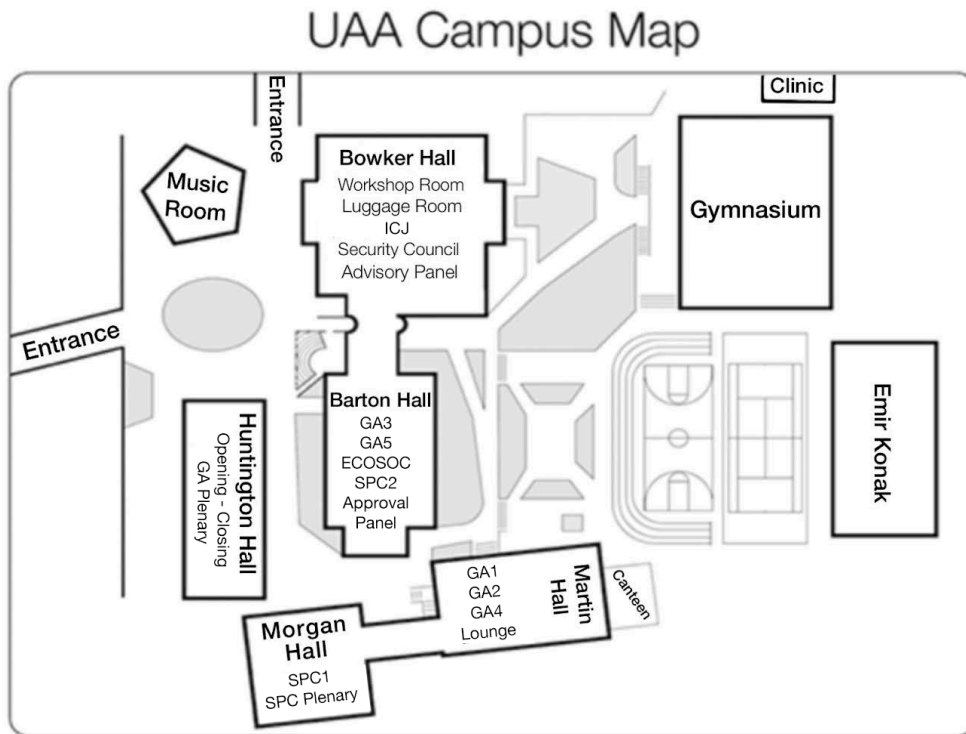 UAA Campus Map
Entrance
Clinic
Music
Room
Bowker Hall
Workshop Room
Luggage Room
ICJ
Security Council
Advisory Panel
Gymnasium
Entrance
Barton Hall
GA3
GA5
ECOSOC
SPC2
Approval
Panel
Huntington Hall
Opening - Closing
GA Plenary
Emir Konak
GA1
GA2
GA4
Lounge
Martin
Hall
Canteen
Morgan
Hall
SPC1
SPC Plenary